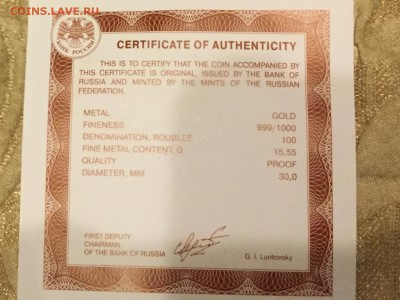 COINS.LAVE.RU
БАНК РОССИИ
CERTIFICATE OF AUTHENTICITY
THIS IS TO CERTIFY THAT THE COIN ACCOMPANIED
BY THIS CERTIFICATE IS ORIGINAL, ISSUED BY THE BANK OF
RUSSIA AND MINTED BY THE MINTS OF THE RUSSIAN
FEDERATION.
METAL GOLD
FINENESS 999/1000
DENOMINATION, ROUBLES 100
FINE METAL CONTENT, G 15,55
QUALITY PROOF
DIAMETER, MM 30,0
FIRST DEPUTY
CHAIRMAN
OF THE BANK OF RUSSIA G. I. Luntovsky